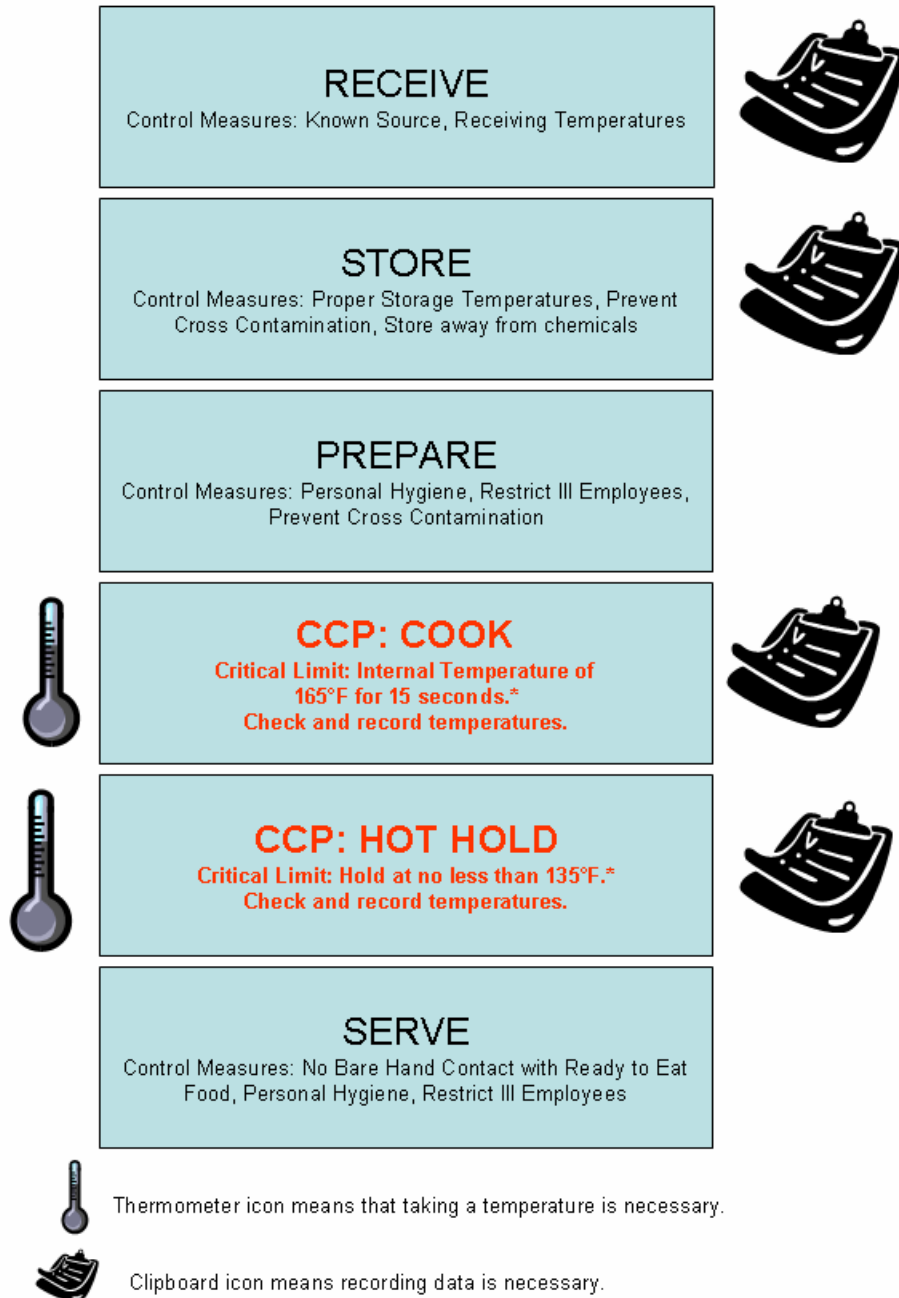 RECEIVE
Control Measures: Known Source, Receiving Temperatures
STORE
Control Measures: Proper Storage Temperatures, Prevent
Cross Contamination, Store away from chemicals
PREPARE
Control Measures: Personal Hygiene, Restrict Ill Employees,
Prevent Cross Contamination
CCP: COOK
Critical Limit: Internal Temperature of
165°F for 15 seconds.*
Check and record temperatures.
CCP: HOT HOLD
Critical Limit: Hold at no less than 135°F.*
Check and record temperatures.
SERVE
Control Measures: No Bare Hand Contact with Ready to Eat
Food, Personal Hygiene, Restrict Ill Employees
Thermometer icon means that taking a temperature is necessary.
Clipboard icon means recording data is necessary.